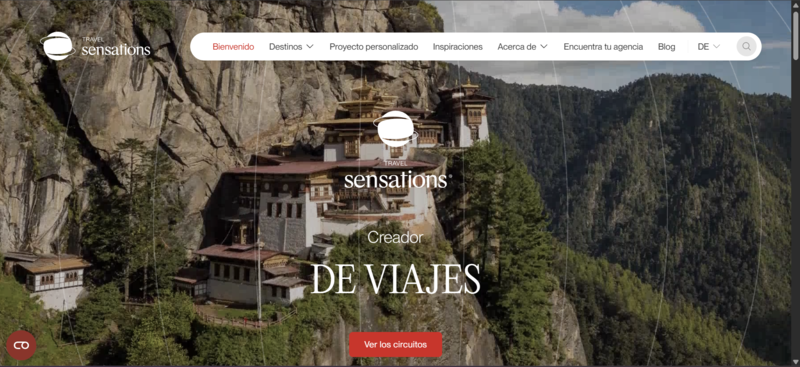 TRAVEL
sensations
Bienvenido
Destinos
Proyecto personalizado
Inspiraciones
Acerca de
Encuentra tu agencia
Blog
DE
TRAVEL
sensations®
Creador
DE VIAJES
Ver los circuitos